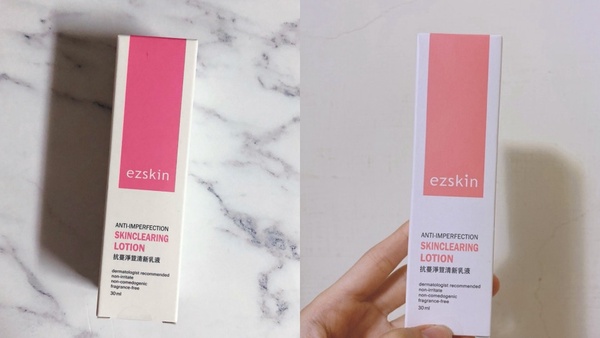 ezskin
ANTI-IMPERFECTION
SKINCLEARING
LOTION
抗蔓淨荳清新乳液
dermatologist recommended
non-irritate
non-comedogenic
fragrance-free
30ml
ezskin
ANTI-IMPERFECTION
SKINCLEARING
LOTION
抗蔓淨荳清新乳液
dermatologist recommended
non-irritate
non-comedogenic
fragrance-free
30ml